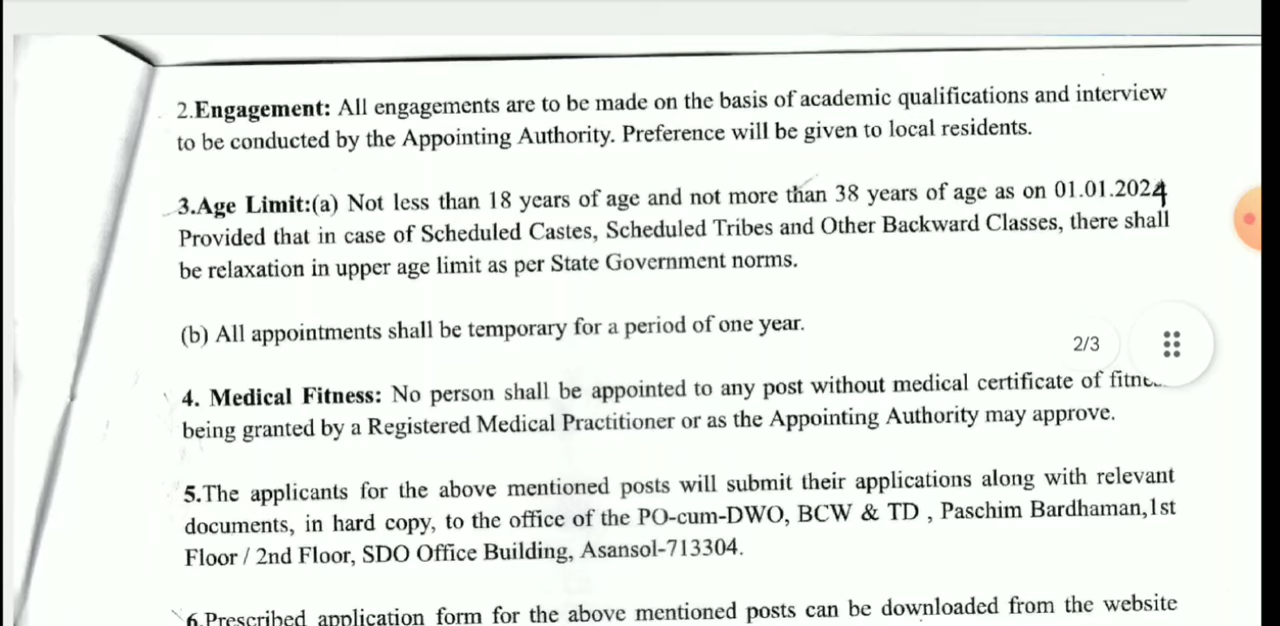 2.Engagement: All engagements are to be made on the basis of academic qualifications and interview
to be conducted by the Appointing Authority. Preference will be given to local residents.
3.Age Limit:(a) Not less than 18 years of age and not more than 38 years of age as on 01.01.2024
Provided that in case of Scheduled Castes, Scheduled Tribes and Other Backward Classes, there shall
be relaxation in upper age limit as per State Government norms.
(b) All appointments shall be temporary for a period of one year.
2/3
4. Medical Fitness: No person shall be appointed to any post without medical certificate of
being granted by a Registered Medical Practitioner or as the Appointing Authority may approve.
5.The applicants for the above mentioned posts will submit their applications along with relevant
documents, in hard copy, to the office of the PO-cum-DWO, BCW & TD , Paschim Bardhaman,1st
Floor / 2nd Floor, SDO Office Building, Asansol-713304.
6.Prescribed application form for the above mentioned posts can be downloaded from the website